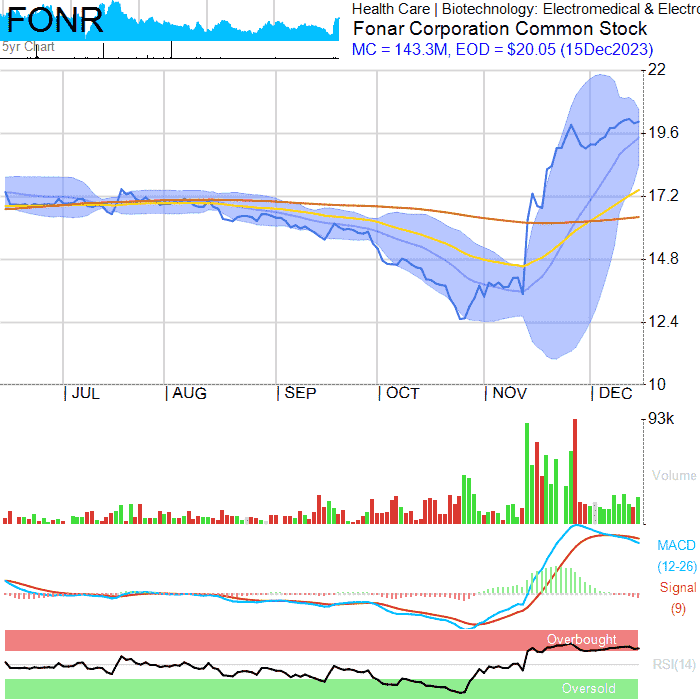 FONR
5yr Chart
Health Care | Biotechnology: Electromedical & Electro
Fonar Corporation Common Stock
MC = 143.3M, EOD = $20.05 (15Dec2023)
22
19.6
17.2
14.8
12.4
10
JUL AUG SEP OCT NOV DEC
93k
Volume
MACD
(12-26)
Signal
(9)
Overbought
RSI(14)
Oversold